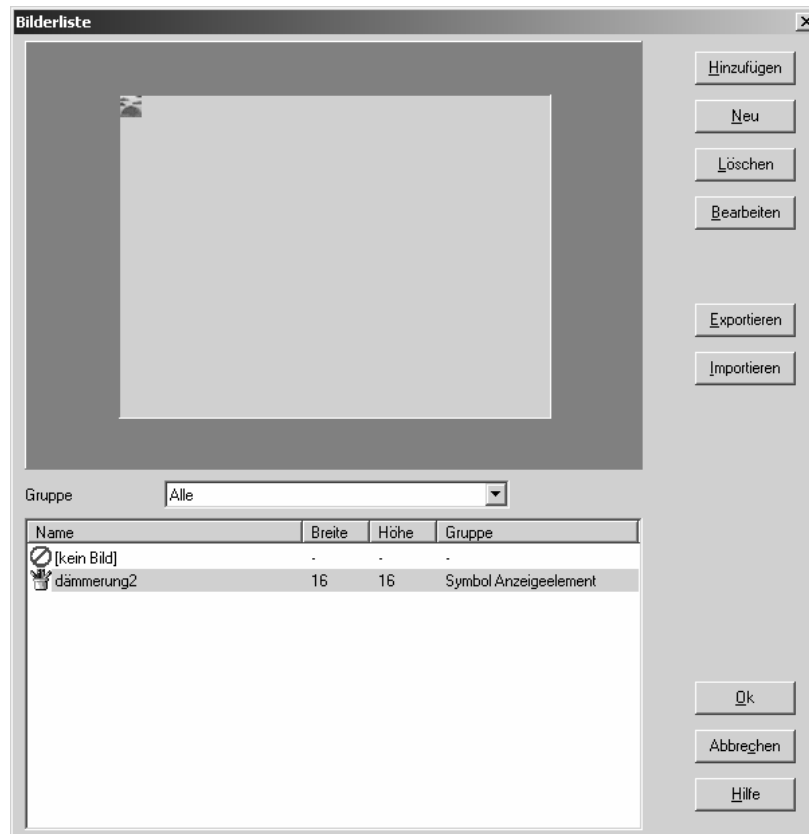 Bilderliste
Hinzufügen
Neu
Löschen
Bearbeiten
Exportieren
Importieren
Gruppe Alle
Name Breite Höhe Gruppe
[kein Bild] - - -
dämmerung2 16 16 Symbol Anzeigeelement
Ok
Abbrechen
Hilfe